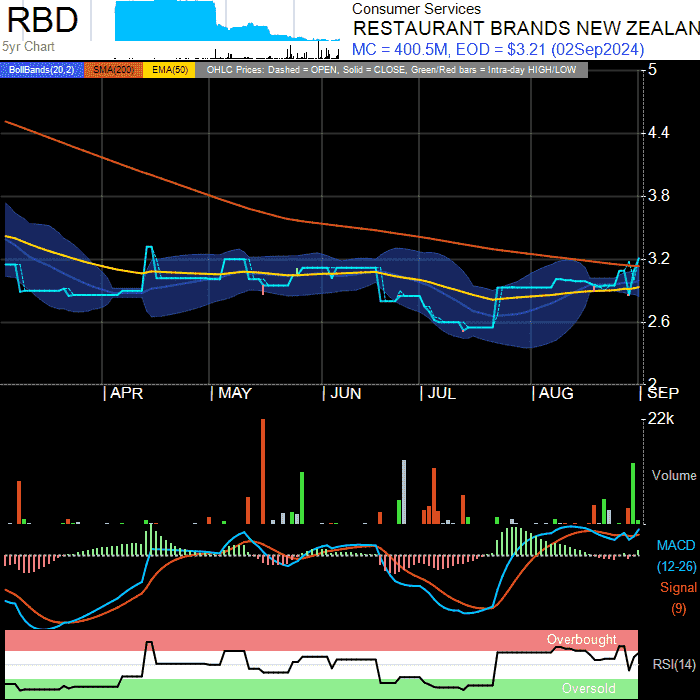 RBD
5yr Chart
Consumer Services
RESTAURANT BRANDS NEW ZEALAN
MC = 400.5M, EOD = $3.21 (02Sep2024)
BollBands(20,2) SMA(200) EMA(50) OHLC Prices: Dashed = OPEN, Solid = CLOSE, Green/Red bars = Intra-day HIGH/LOW
5
4.4
3.8
3.2
2.6
2
APR MAY JUN JUL AUG SEP
22k
Volume
MACD
(12-26)
Signal
(9)
Overbought
RSI(14)
Oversold